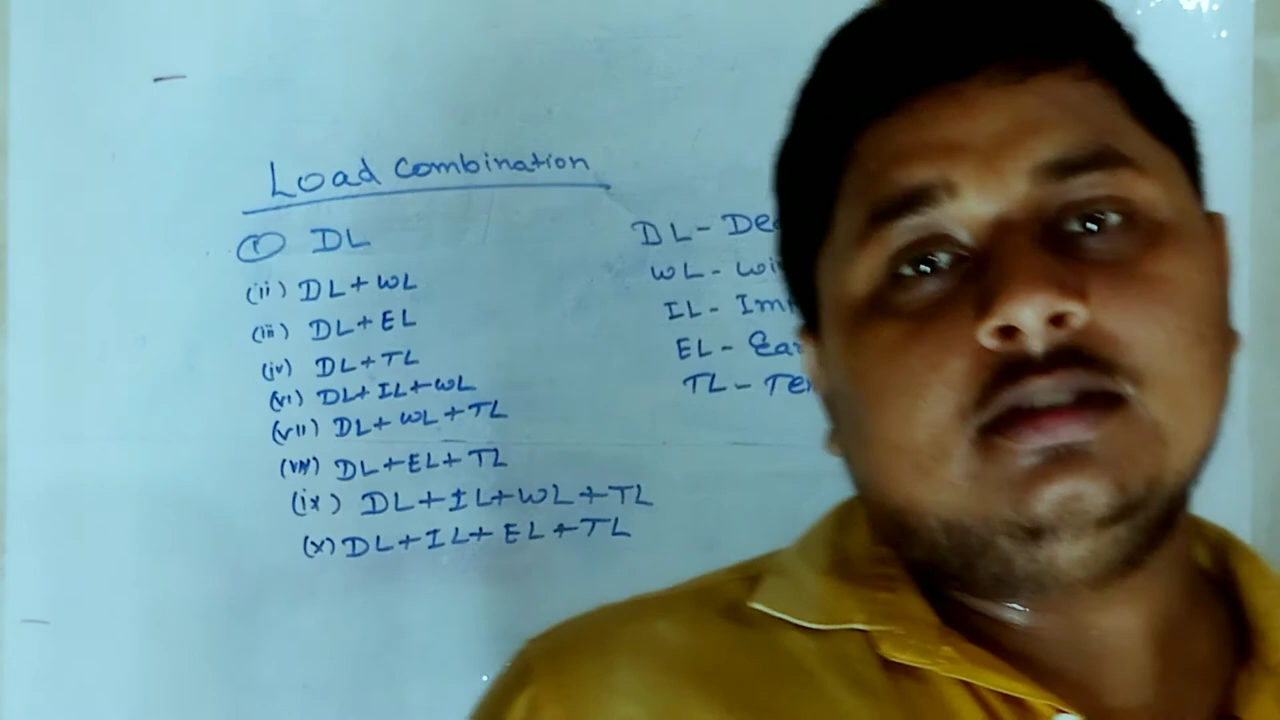 Load Combination
(i) DL
(ii) DL+WL
(iii) DL+EL
(iv) DL+TL
(vi) DL+IL+WL
(vii) DL+WL+TL
DL+EL+TL
(ix) DL+IL+WL+TL
(x) DL+IL+EL+TL
DL-
WL-
IL-
EL-
TL-